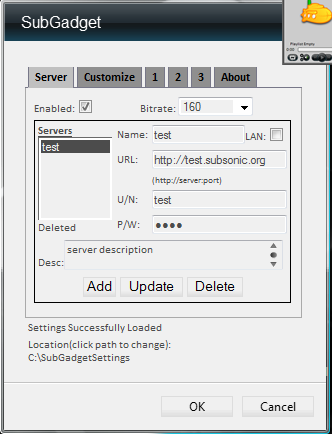 SubGadget
Playlist Empty
0:00
Server Customize 1 2 3 About
Enabled: Bitrate: 160
Servers
test
Deleted
Name: test LAN:
URL: http://test.subsonic.org
(http://server:port)
U/N: test
P/W: ●●●●
Desc: server description
Add Update Delete
Settings Successfully Loaded
Location(click path to change):
C:\SubGadgetSettings
OK Cancel